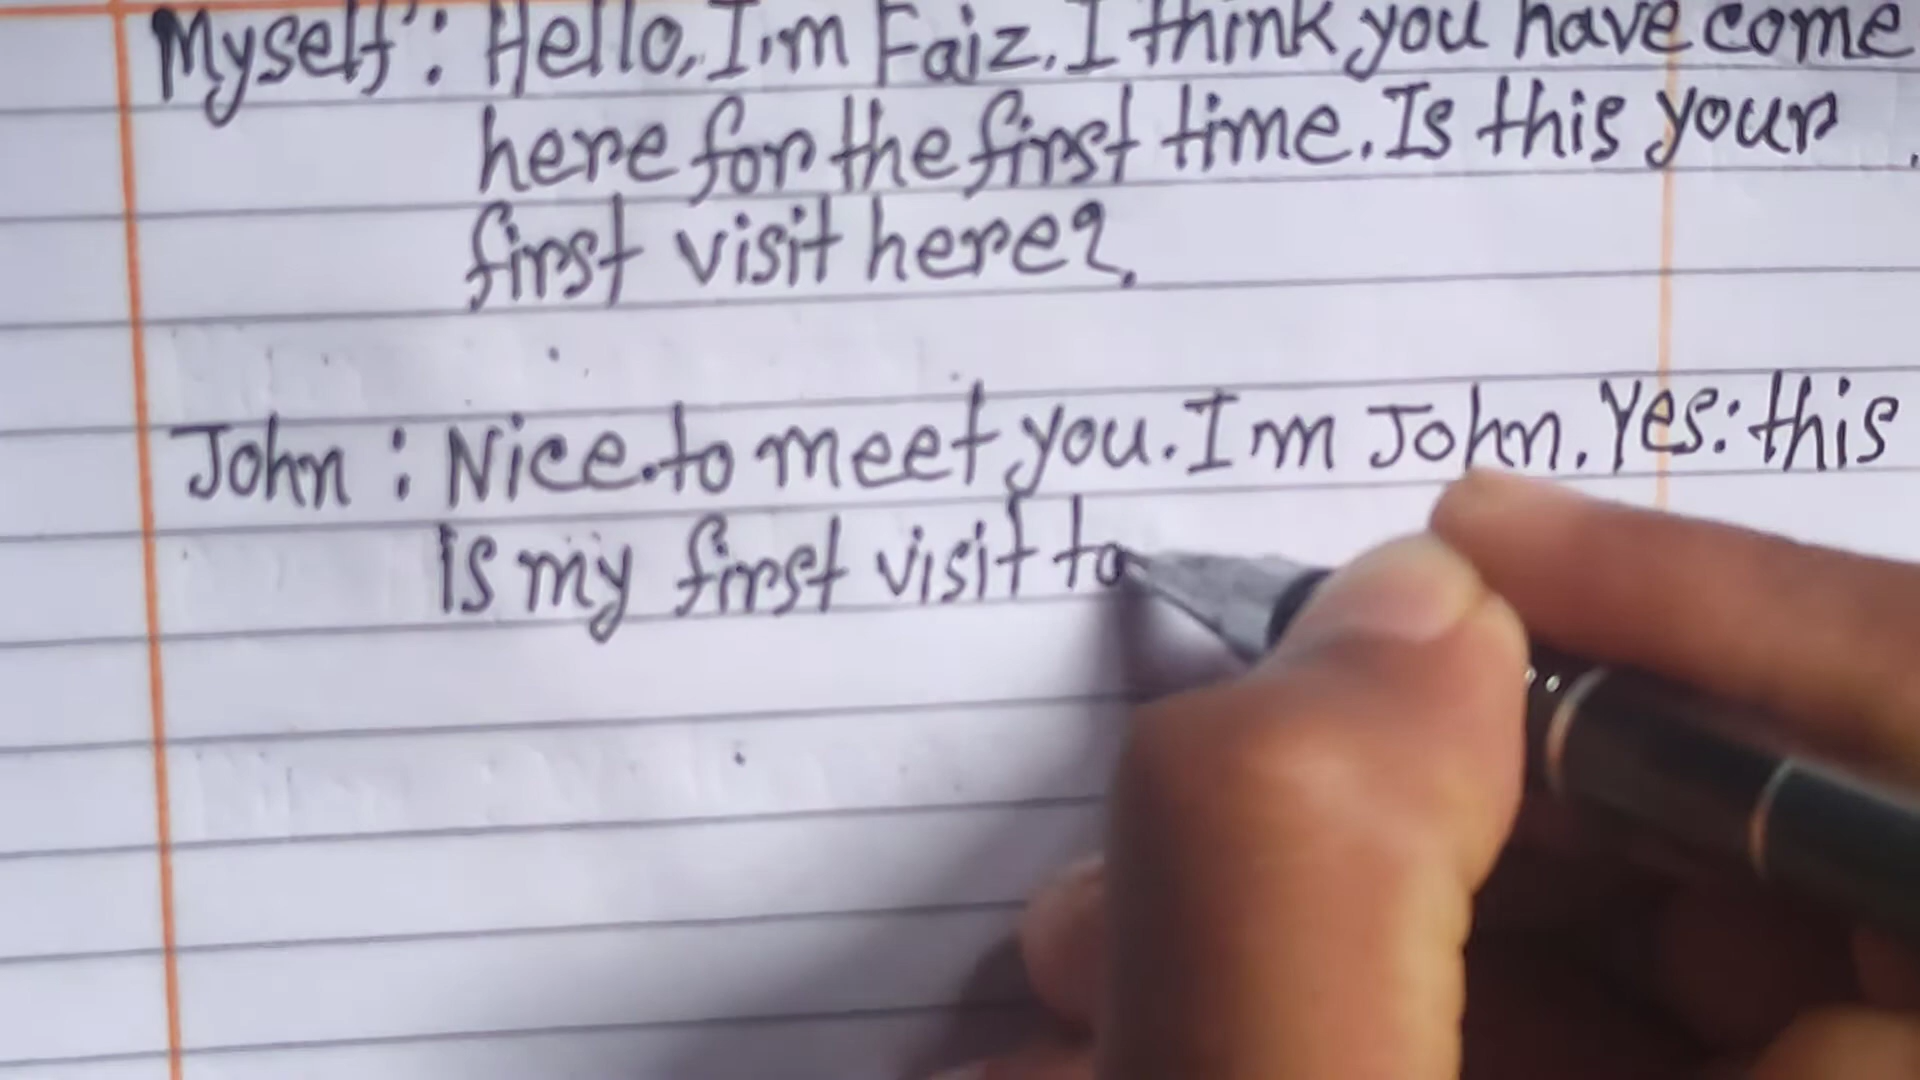 Myself: Hello, I'm Faiz. I think you have come
here for the first time. Is this your
first visit here?
John : Nice to meet you. I m John. Yes: this
is my first visit to